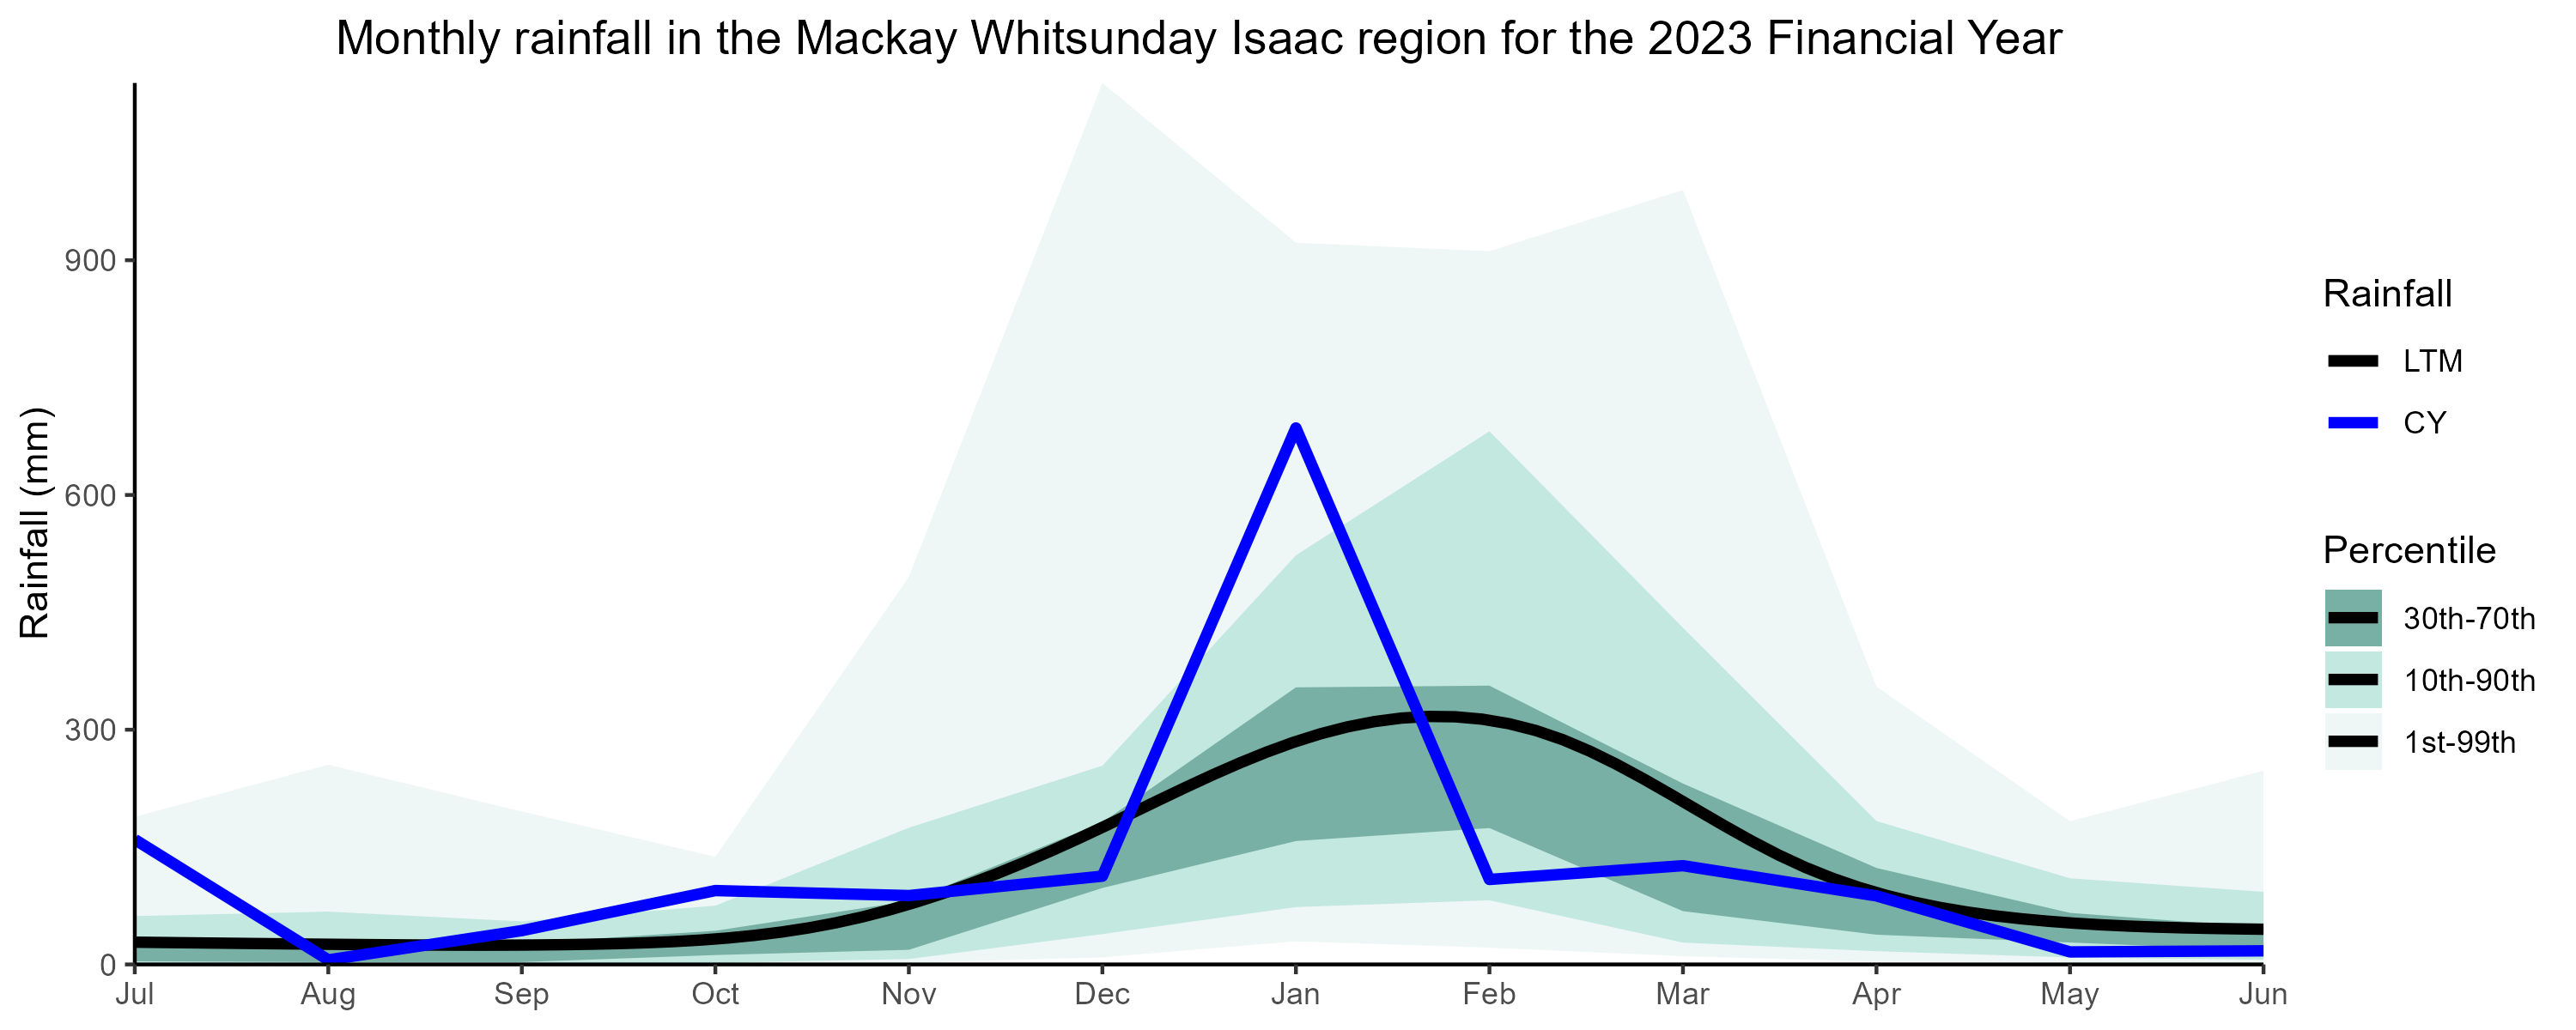 Monthly rainfall in the Mackay Whitsunday Isaac region for the 2023 Financial Year
Rainfall (mm)
900
600
300
0
Jul Aug Sep Oct Nov Dec Jan Feb Mar Apr May Jun
Rainfall
LTM
CY
Percentile
30th-70th
10th-90th
1st-99th